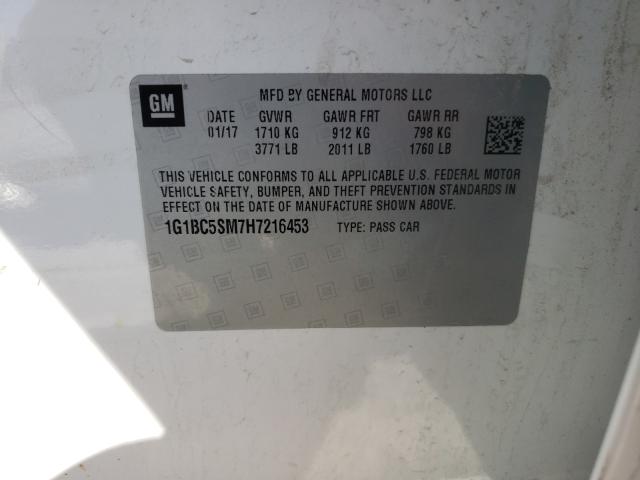 GM
MFD BY GENERAL MOTORS LLC
DATE GVWR GAWR FRT GAWR RR
01/17 1710 KG 912 KG 798 KG
3771 LB 2011 LB 1760 LB
THIS VEHICLE CONFORMS TO ALL APPLICABLE U.S. FEDERAL MOTOR
VEHICLE SAFETY, BUMPER, AND THEFT PREVENTION STANDARDS IN
EFFECT ON THE DATE OF MANUFACTURE SHOWN ABOVE.
1G1BC5SM7H7216453 TYPE: PASS CAR